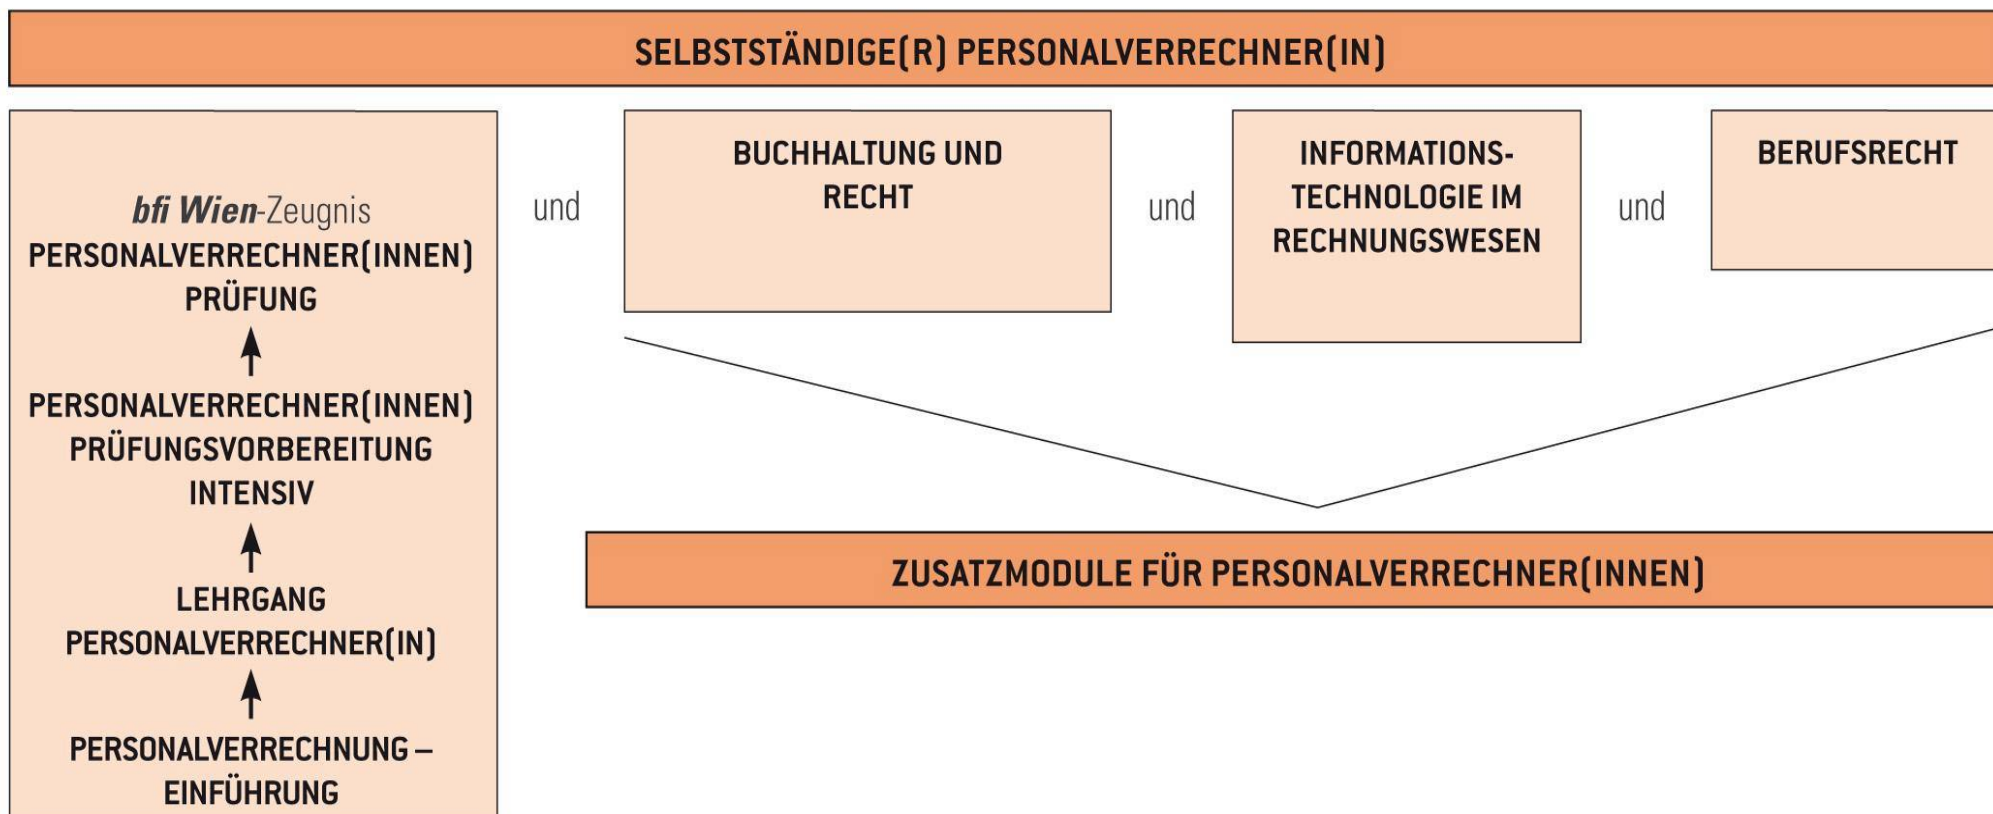 SELBSTSTÄNDIGE(R) PERSONALVERRECHNER(IN)
bfi Wien-Zeugnis
PERSONALVERRECHNER(INNEN)
PRÜFUNG
PERSONALVERRECHNER(INNEN)
PRÜFUNGSVORBEREITUNG
INTENSIV
LEHRGANG
PERSONALVERRECHNER(IN)
PERSONALVERRECHNUNG –
EINFÜHRUNG
und
BUCHHALTUNG UND
RECHT
und
INFORMATIONS-
TECHNOLOGIE IM
RECHNUNGSWESEN
und
BERUFSRECHT
ZUSATZMODULE FÜR PERSONALVERRECHNER(INNEN)